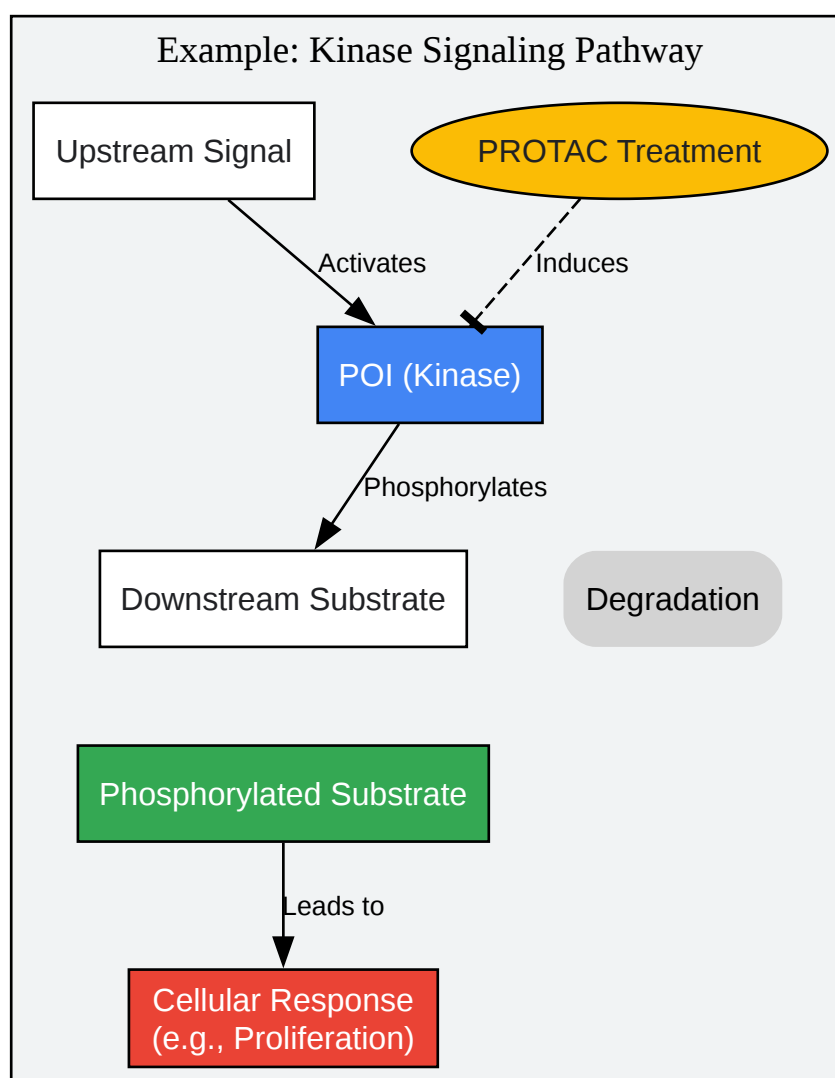 Example: Kinase Signaling Pathway
Upstream Signal
PROTAC Treatment
Activates
Induces
POI (Kinase)
Phosphorylates
Downstream Substrate
Degradation
Phosphorylated Substrate
Leads to
Cellular Response
(e.g., Proliferation)